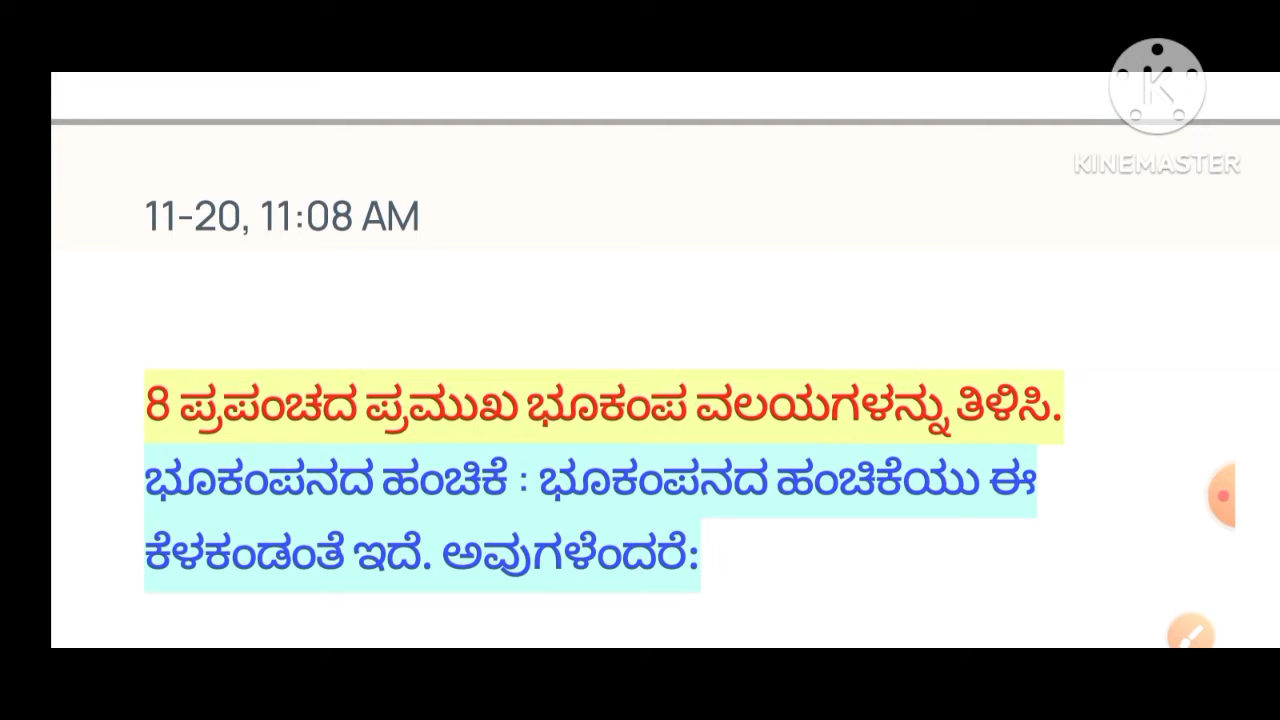 KINEMASTER
11-20, 11:08 AM
8 ಪ್ರಪಂಚದ ಪ್ರಮುಖ ಭೂಕಂಪ ವಲಯಗಳನ್ನು ತಿಳಿಸಿ.
ಭೂಕಂಪನದ ಹಂಚಿಕೆ : ಭೂಕಂಪನದ ಹಂಚಿಕೆಯು ಈ
ಕೆಳಕಂಡಂತೆ ಇದೆ. ಅವುಗಳೆಂದರೆ: